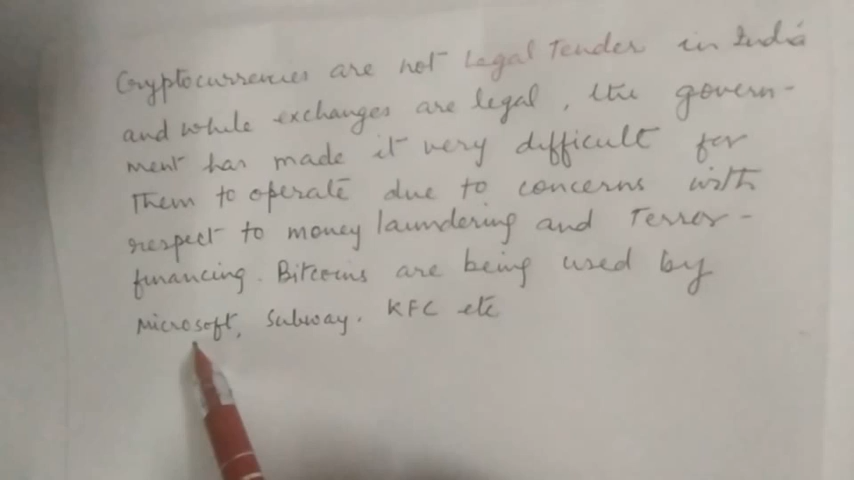 Cryptocurrencies are not Legal Tender in India
and while exchanges are legal, the govern-
ment has made it very difficult for
Them to operate due to concerns with
respect to money laundering and Terror-
financing. Bitcoins are being used by
Microsoft, Subway. KFC etc